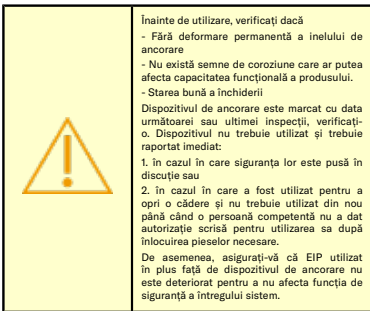 Înainte de utilizare, verificați dacă
- Fără deformare permanentă a inelului de
ancorare
- Nu există semne de coroziune care ar putea
afecta capacitatea funcțională a produsului.
- Starea bună a închiderii
Dispozitivul de ancorare este marcat cu data
următoarei sau ultimei inspecții, verificați-
o. Dispozitivul nu trebuie utilizat și trebuie
raportat imediat:
1. în cazul în care siguranța lor este pusă în
discuție sau
2. în cazul în care a fost utilizat pentru a
opri o cădere și nu trebuie utilizat din nou
până când o persoană competentă nu a dat
autorizație scrisă pentru utilizarea sa după
înlocuirea pieselor necesare.
De asemenea, asigurați-vă că EIP utilizat
în plus față de dispozitivul de ancorare nu
este deteriorat pentru a nu afecta funcția de
siguranță a întregului sistem.